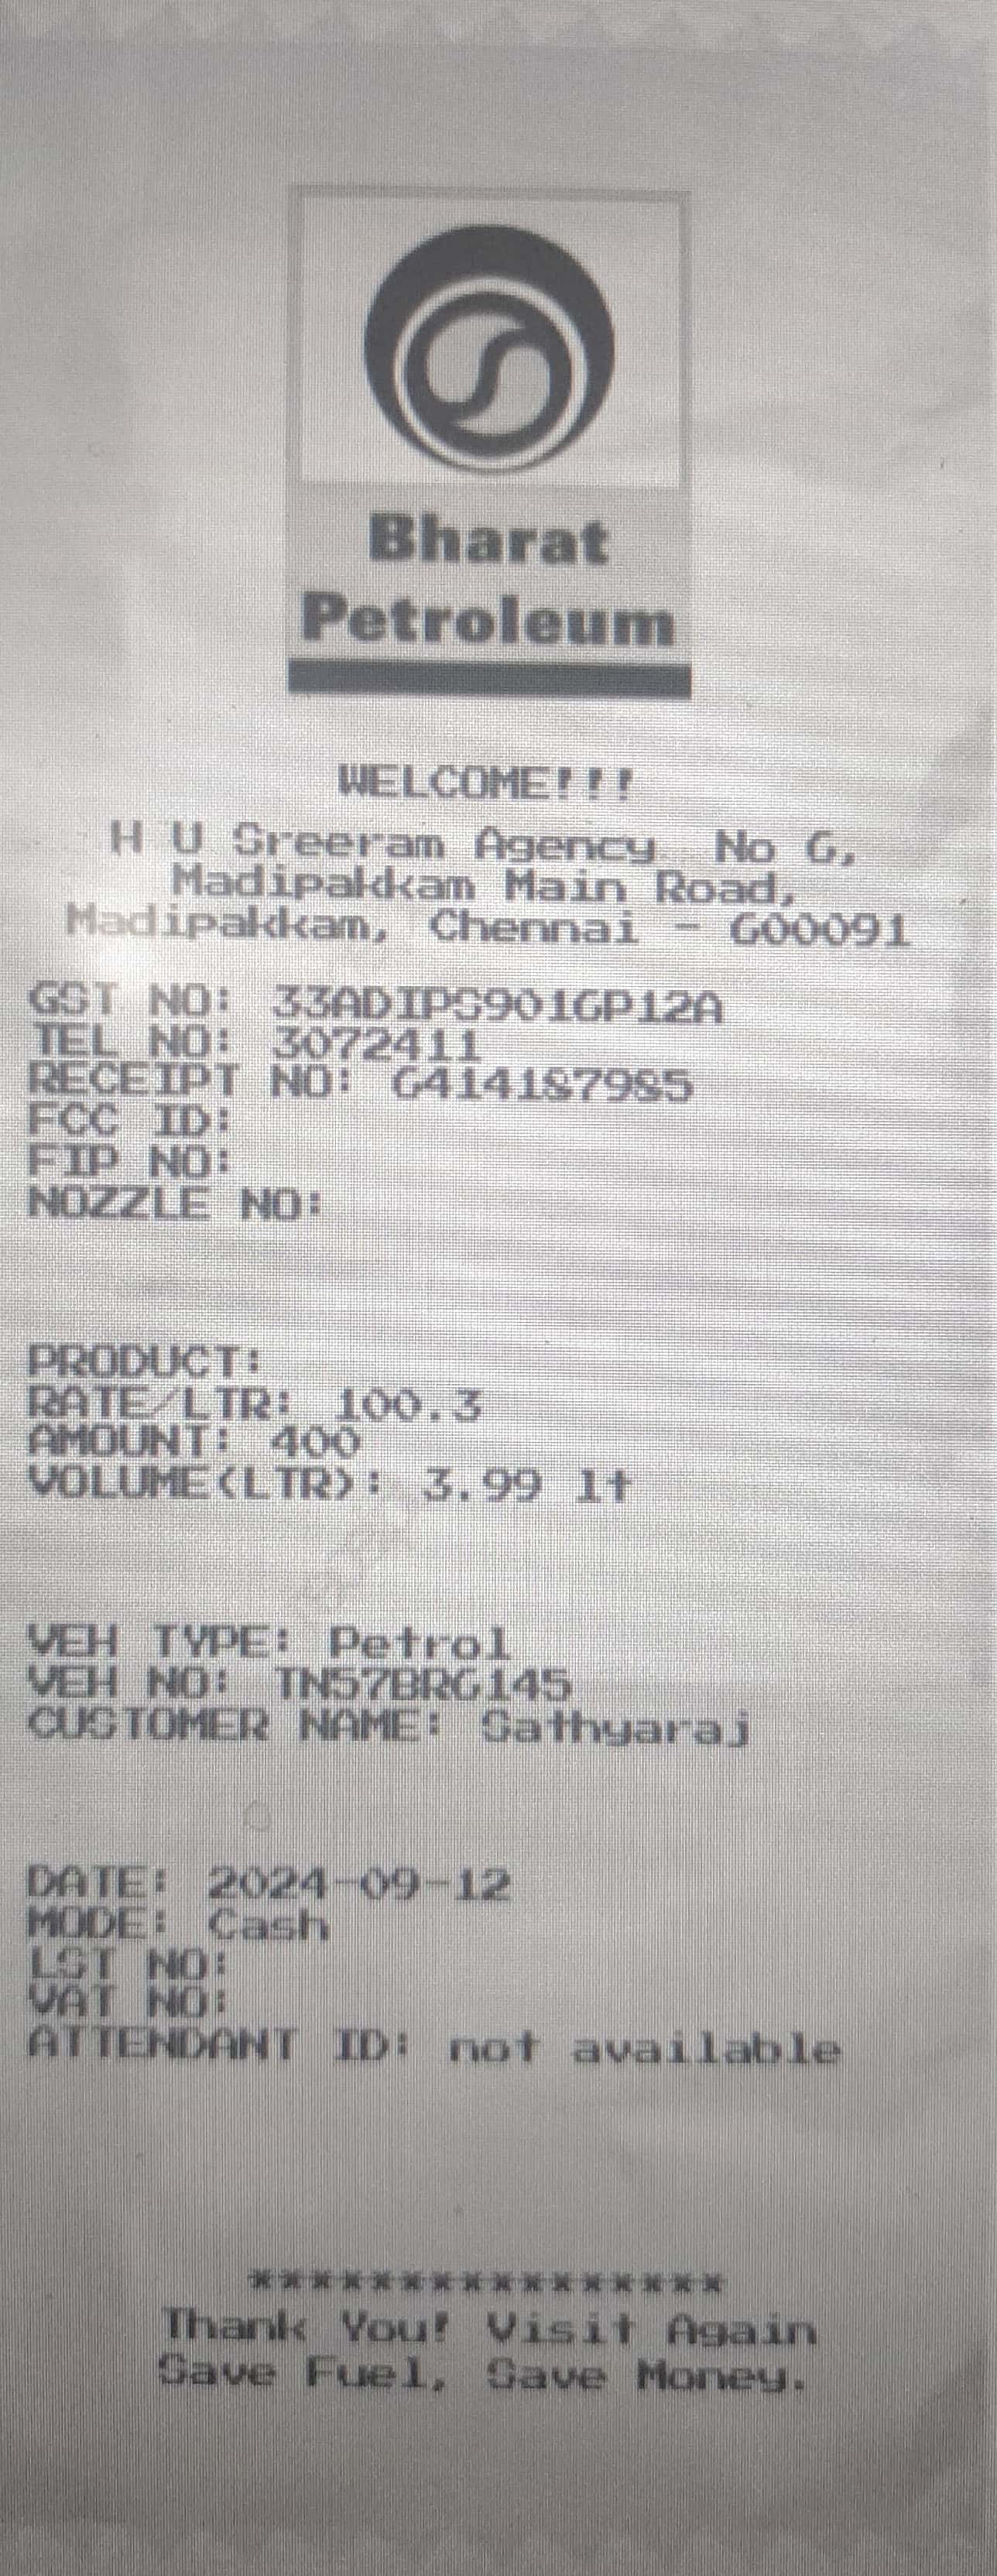 Bharat
Petroleum
WELCOME!!!
H U Sreeram Agency No 6,
Madipakkam Main Road,
Madipakkam, Chennai - 600091
GST NO: 33ADIPS9016P12A
TEL NO: 3072411
RECEIPT NO: 6414187985
FCC ID:
FIP NO:
NOZZLE NO:
PRODUCT:
RATE/LTR: 100.3
AMOUNT: 400
VOLUME(LTR): 3.99 lt
VEH TYPE: Petrol
VEH NO: TN57BR6145
CUSTOMER NAME: Sathyaraj
DATE: 2024-09-12
MODE: Cash
LST NO:
VAT NO:
ATTENDANT ID: not available
****************
Thank You! Visit Again
Save Fuel, Save Money.